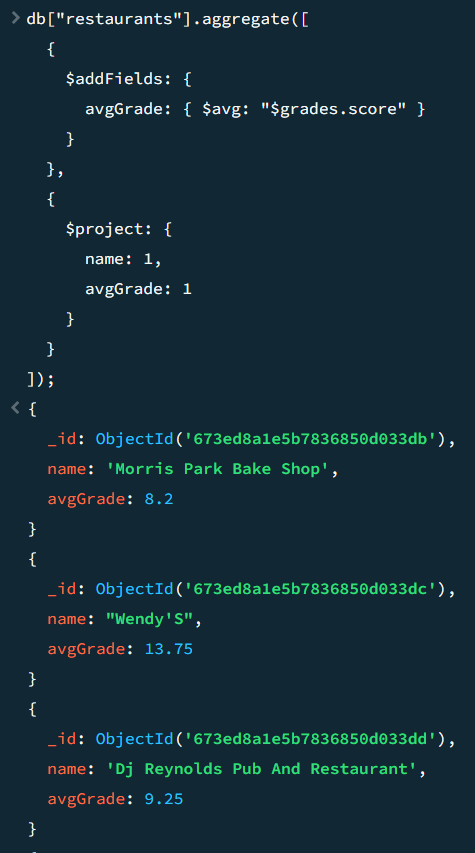 db["restaurants"].aggregate([
  {
    $addFields: {
      avgGrade: { $avg: "$grades.score" }
    }
  },
  {
    $project: {
      name: 1,
      avgGrade: 1
    }
  }
]);
{
  _id: ObjectId('673ed8a1e5b7836850d033db'),
  name: 'Morris Park Bake Shop',
  avgGrade: 8.2
}
{
  _id: ObjectId('673ed8a1e5b7836850d033dc'),
  name: "Wendy'S",
  avgGrade: 13.75
}
{
  _id: ObjectId('673ed8a1e5b7836850d033dd'),
  name: 'Dj Reynolds Pub And Restaurant',
  avgGrade: 9.25
}